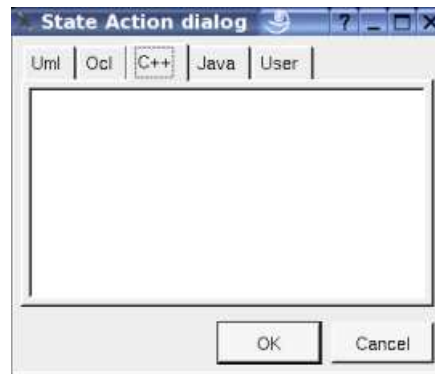 State Action dialog ? _ □ X
Uml Ocl C++ Java User
OK Cancel